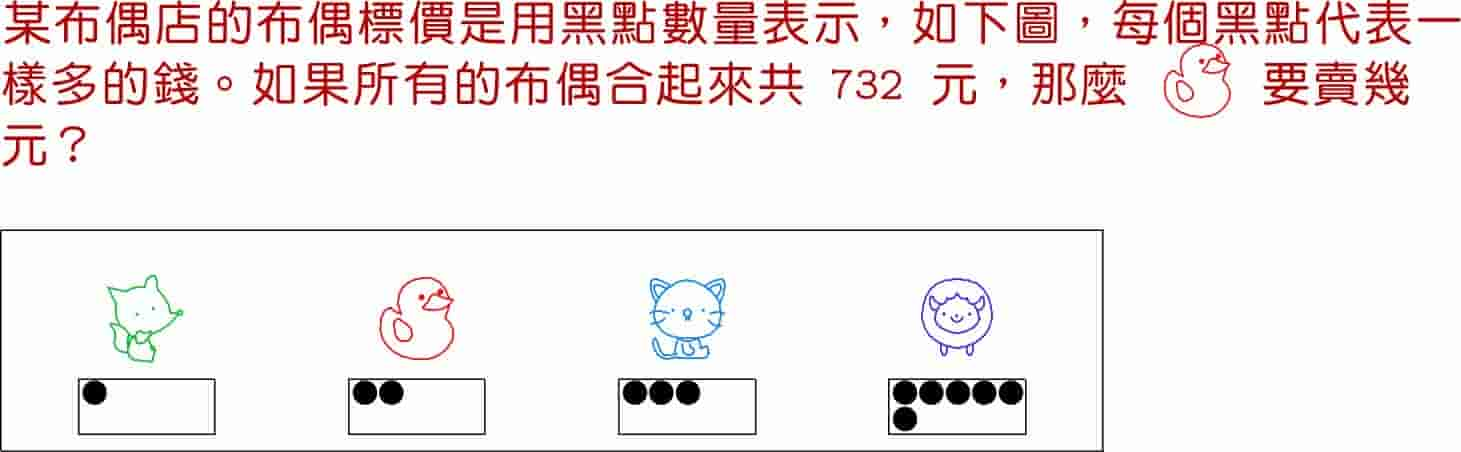 某布偶店的布偶標價是用黑點數量表示，如下圖，每個黑點代表一
樣多的錢。如果所有的布偶合起來共 732 元，那麼 要賣幾
元？